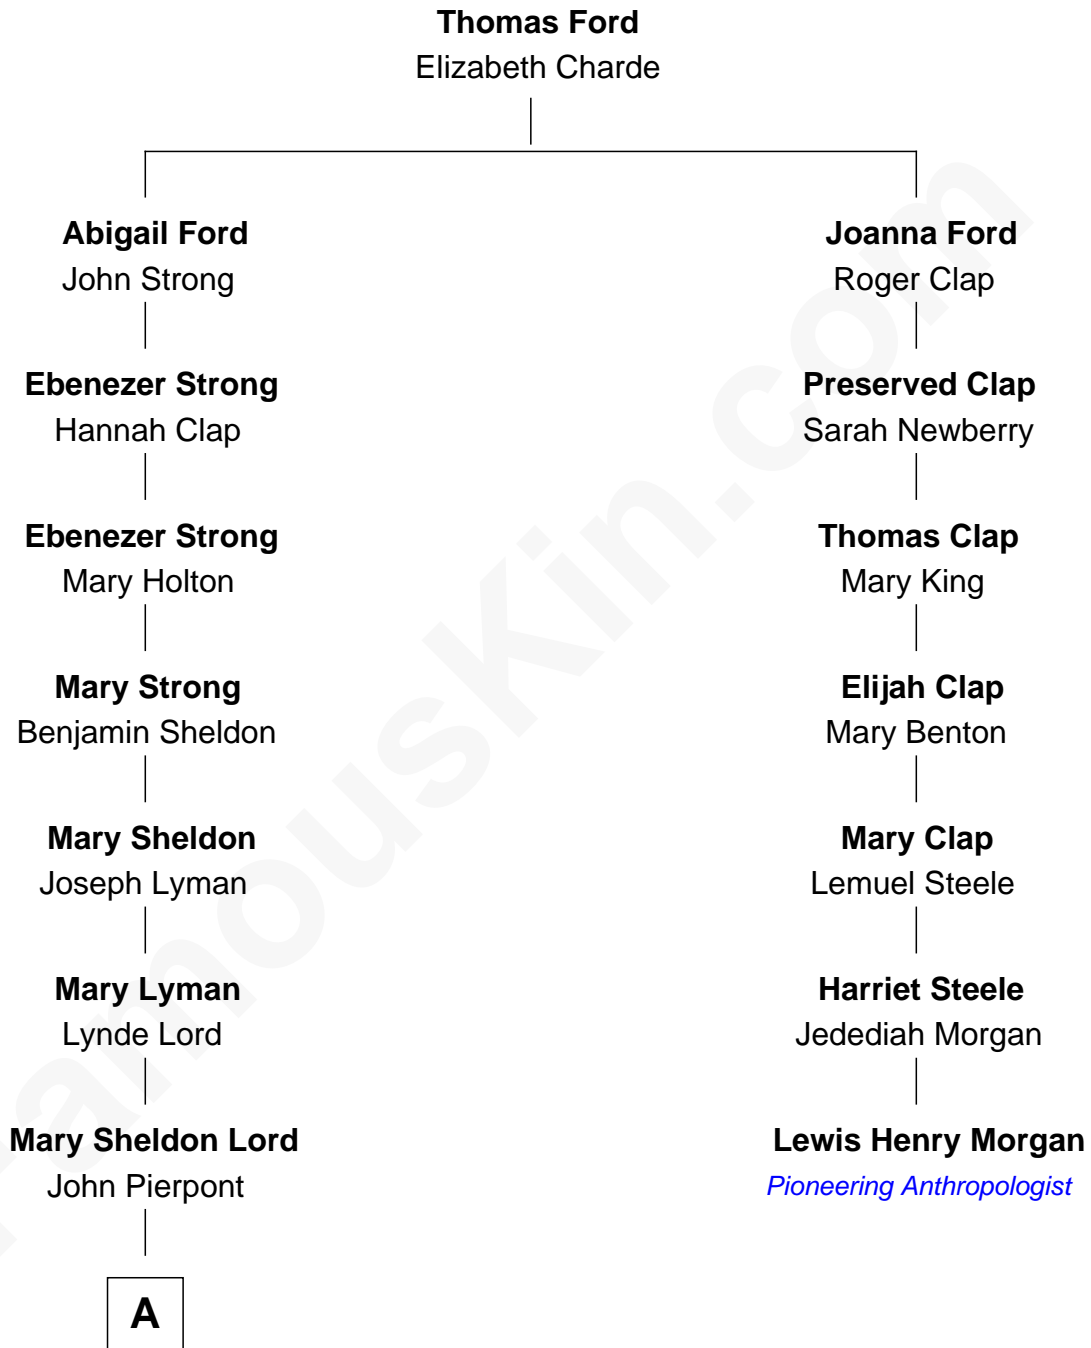 Thomas Ford
Elizabeth Charde
Abigail Ford
John Strong
Joanna Ford
Roger Clap
Ebenezer Strong
Hannah Clap
Preserved Clap
Sarah Newberry
Ebenezer Strong
Mary Holton
Thomas Clap
Mary King
Mary Strong
Benjamin Sheldon
Elijah Clap
Mary Benton
Mary Sheldon
Joseph Lyman
Mary Clap
Lemuel Steele
Mary Lyman
Lynde Lord
Harriet Steele
Jedediah Morgan
Mary Sheldon Lord
John Pierpont
Lewis Henry Morgan
Pioneering Anthropologist
A
FamousKin.com